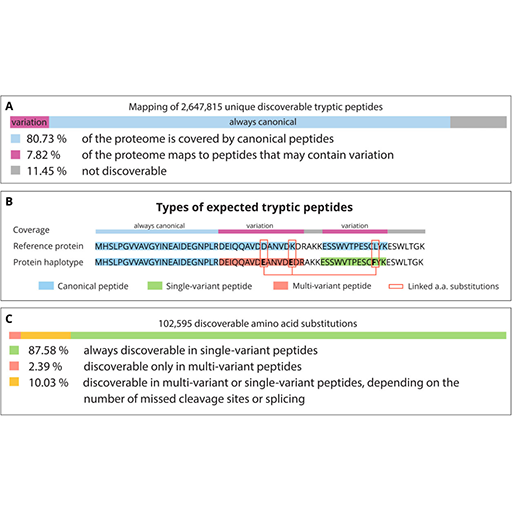 A
Mapping of 2,647,815 unique discoverable tryptic peptides
variation always canonical
80.73 % of the proteome is covered by canonical peptides
7.82 % of the proteome maps to peptides that may contain variation
11.45 % not discoverable
B
Types of expected tryptic peptides
Coverage always canonical variation variation
Reference protein MHSLPGVVAVGYINEAIDEGNPLRDEIQQAVDDANVDKDRAKKESSWVTPESCLYKESWLTGK
Protein haplotype MHSLPGVVAVGYINEAIDEGNPLRDEIQQAVDEANVDEDRAKKESSWVTPESCFYKESWLTGK
Canonical peptide Single-variant peptide Multi-variant peptide Linked a.a. substitutions
C
102,595 discoverable amino acid substitutions
87.58 % always discoverable in single-variant peptides
2.39 % discoverable only in multi-variant peptides
10.03 % discoverable in multi-variant or single-variant peptides, depending on the
number of missed cleavage sites or splicing